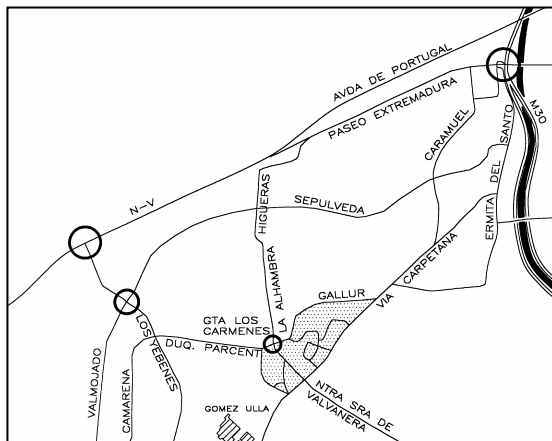 AVDA DE PORTUGAL
PASEO EXTREMADURA
M30
CARAMUEL
ERMITA DEL SANTO
N-V
HIGUERAS
SEPULVEDA
VIA CARPETANA
LA ALHAMBRA
GALLUR
GTA LOS
CARMENES
DUQ. PARCENT
LOS YEBENES
VALMOJADO
CAMARENA
NTRA SRA DE
VALVANERA
GOMEZ ULLA